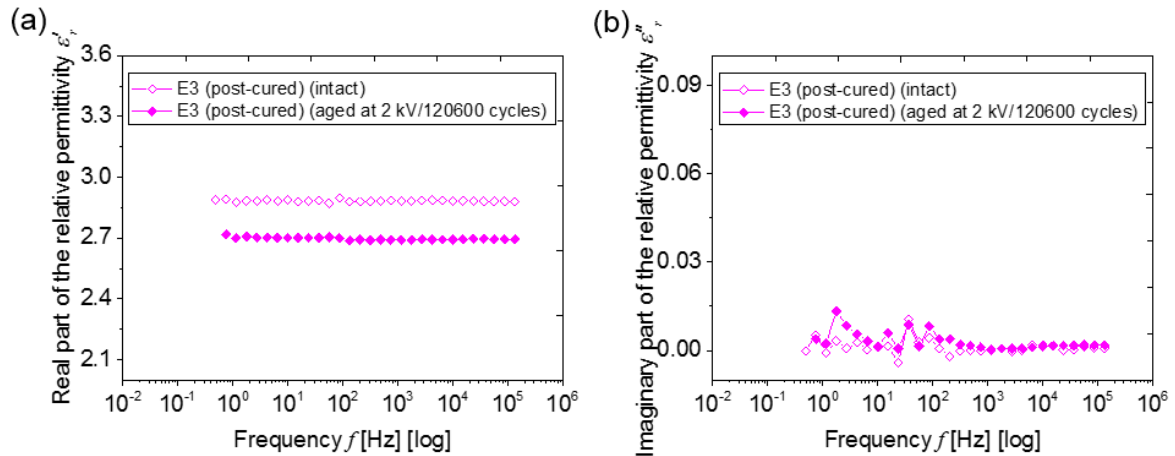 (a)
Real part of the relative permittivity ε'r
3.6
3.3
3.0
2.7
2.4
2.1
E3 (post-cured) (intact)
E3 (post-cured) (aged at 2 kV/120600 cycles)
10-2 10-1 100 101 102 103 104 105 106
Frequency f [Hz] [log]
(b)
Imaginary part of the relative permittivity ε''r
0.09
0.06
0.03
0.00
E3 (post-cured) (intact)
E3 (post-cured) (aged at 2 kV/120600 cycles)
10-2 10-1 100 101 102 103 104 105 106
Frequency f [Hz] [log]